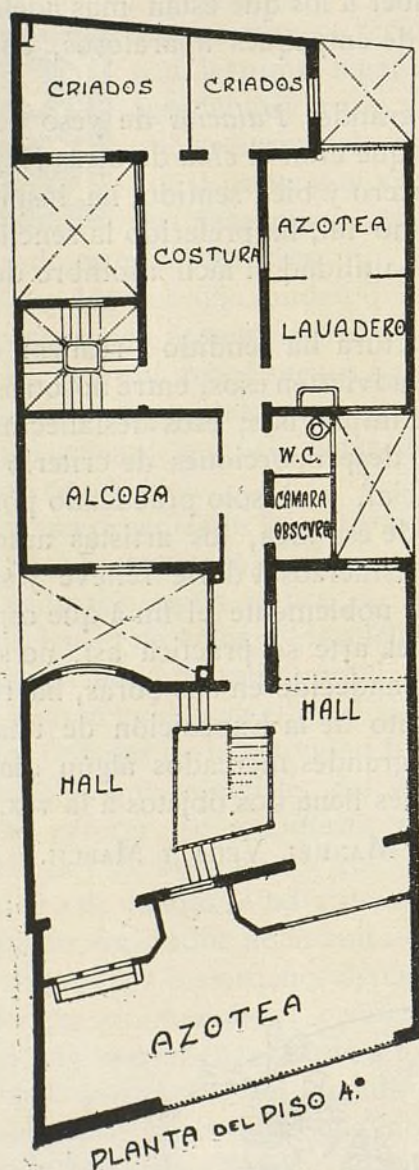 CRIADOS
CRIADOS
COSTURA
AZOTEA
LAVADERO
W.C.
ALCOBA
CAMARA
OBSCVRA
HALL
HALL
AZOTEA
PLANTA DEL PISO 4.º